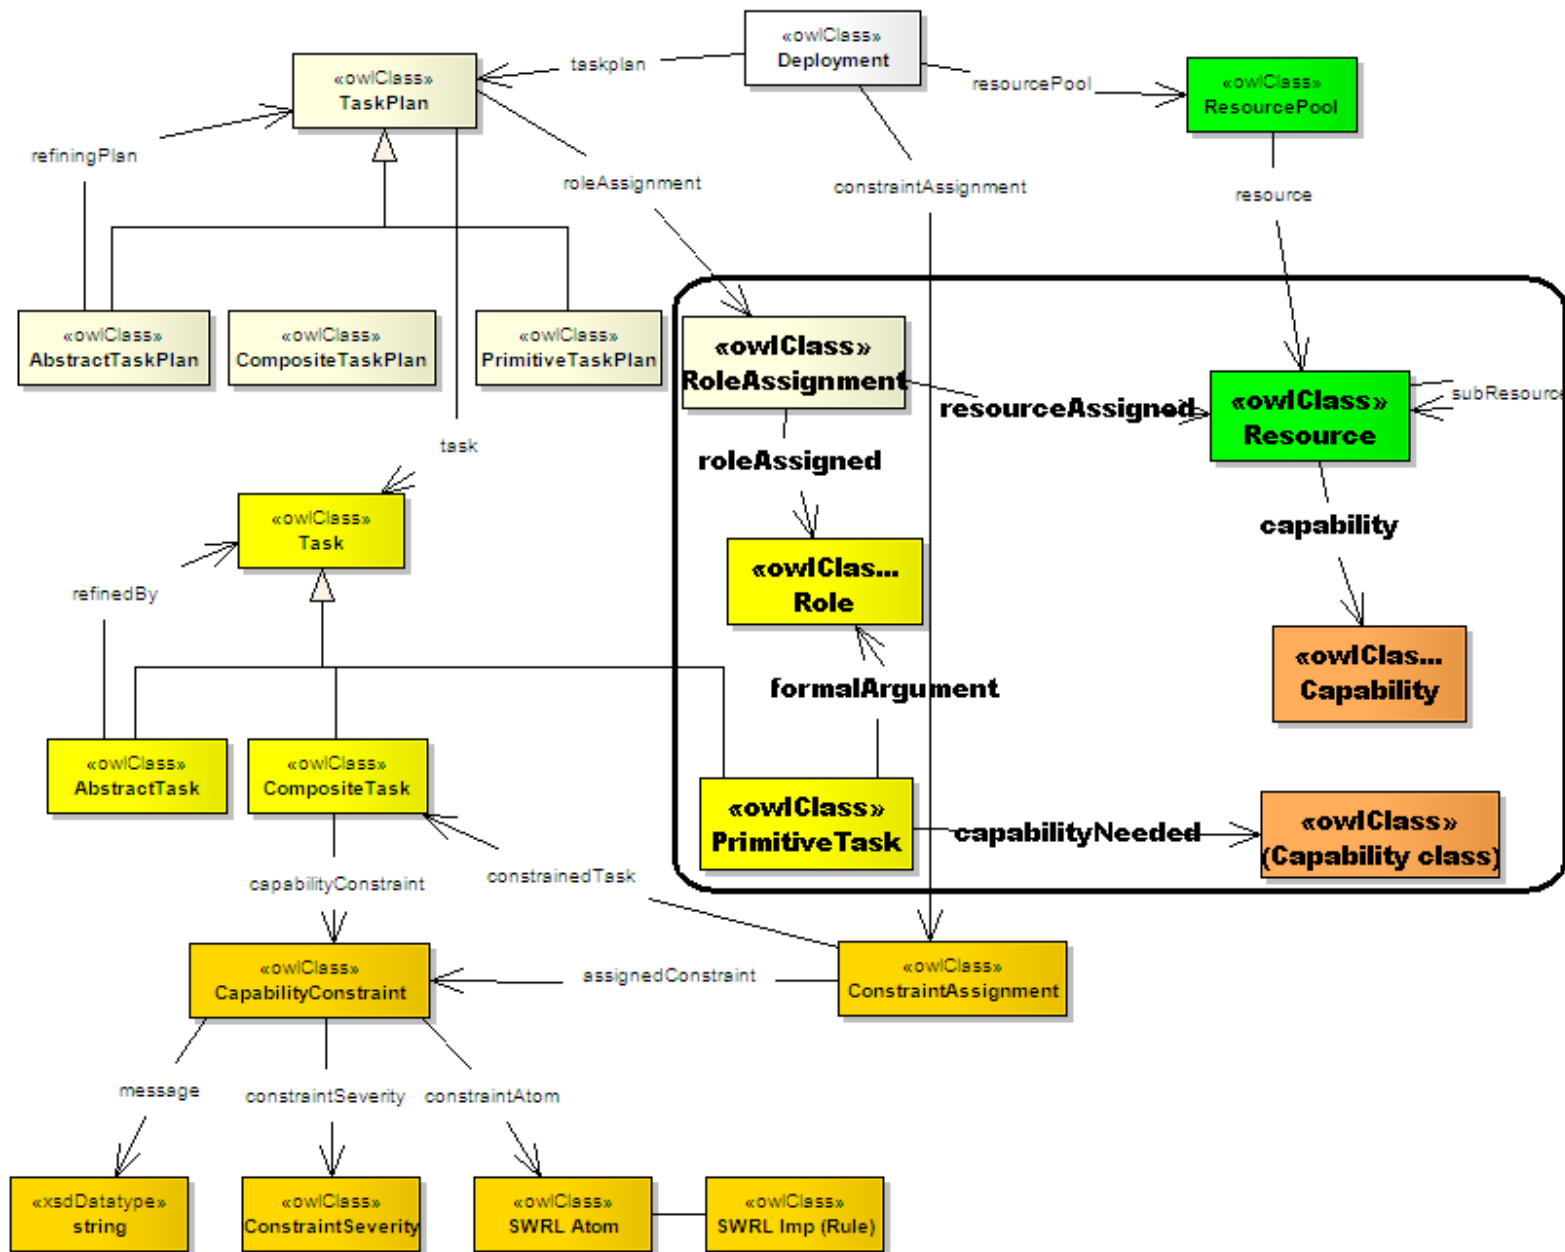 «owlClass»
Deployment
«owlClass»
TaskPlan
taskplan
resourcePool
«owlClass»
ResourcePool
refiningPlan
roleAssignment
constraintAssignment
resource
«owlClass»
AbstractTaskPlan
«owlClass»
CompositeTaskPlan
«owlClass»
PrimitiveTaskPlan
«owlClass»
RoleAssignment
resourceAssigned
«owlClass»
Resource
subResource
task
roleAssigned
«owlClass»
Task
capability
refinedBy
«owlClas...
Role
«owlClas...
Capability
formalArgument
«owlClass»
AbstractTask
«owlClass»
CompositeTask
«owlClass»
PrimitiveTask
capabilityNeeded
«owlClass»
(Capability class)
capabilityConstraint
constrainedTask
«owlClass»
CapabilityConstraint
assignedConstraint
«owlClass»
ConstraintAssignment
message
constraintSeverity
constraintAtom
«xsdDatatype»
string
«owlClass»
ConstraintSeverity
«owlClass»
SWRL Atom
«owlClass»
SWRL Imp (Rule)